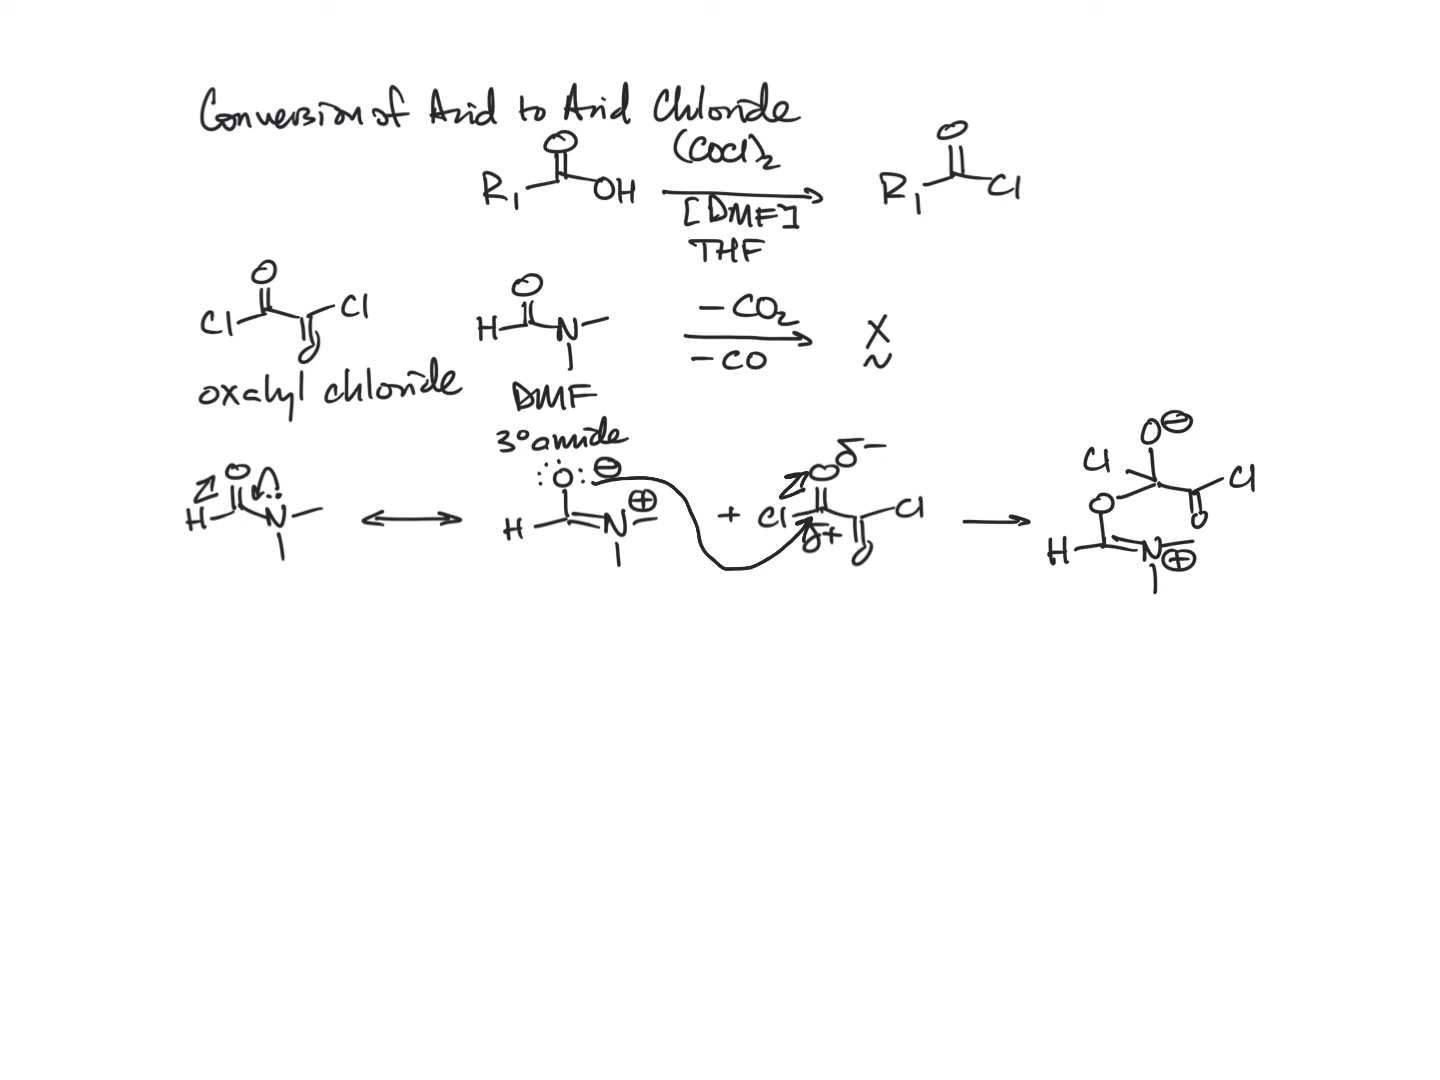 Conversion of Acid to Acid Chloride
O (COCl)₂ O
R₁ OH R₁ Cl
[DMF]
THF
O O
Cl Cl H N –CO₂ X
O –CO ~
oxalyl chloride DMF
3° amide
O :O: ⊖ O δ– O ⊖
H N H N ⊕ + Cl δ+ Cl Cl Cl
O O O
H N ⊕